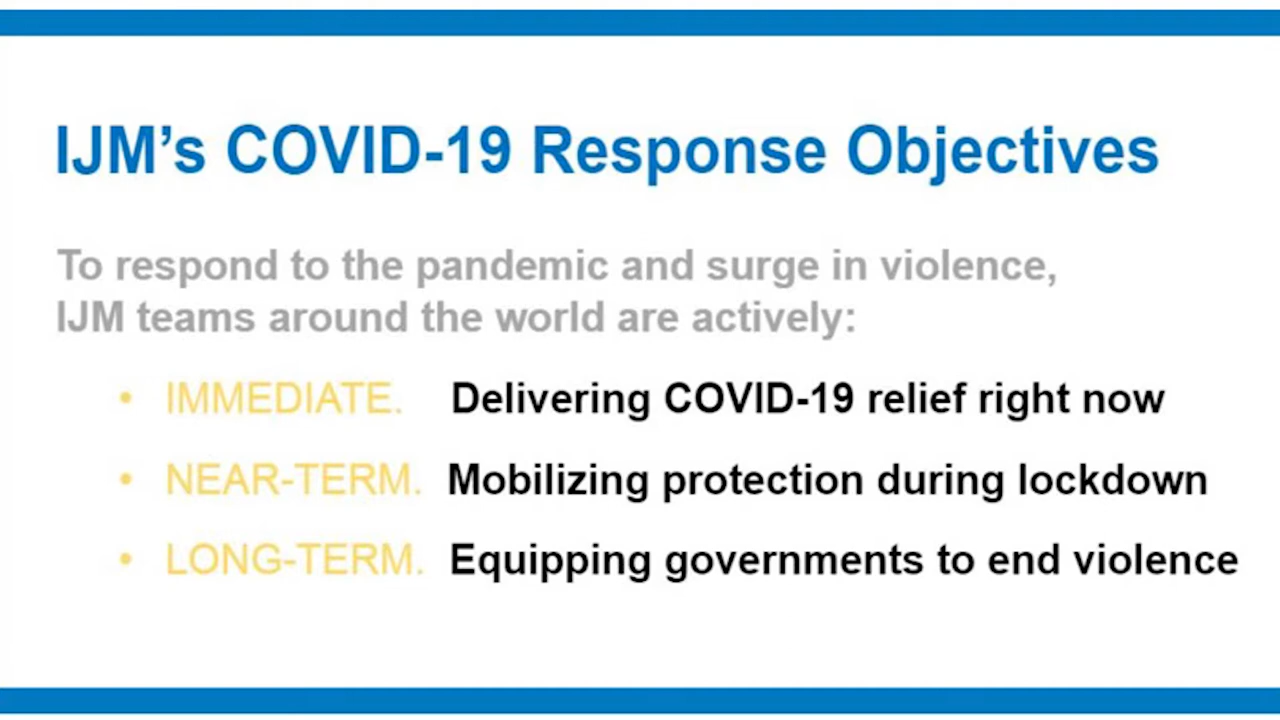 IJM’s COVID-19 Response Objectives
To respond to the pandemic and surge in violence,
IJM teams around the world are actively:
• IMMEDIATE. Delivering COVID-19 relief right now
• NEAR-TERM. Mobilizing protection during lockdown
• LONG-TERM. Equipping governments to end violence